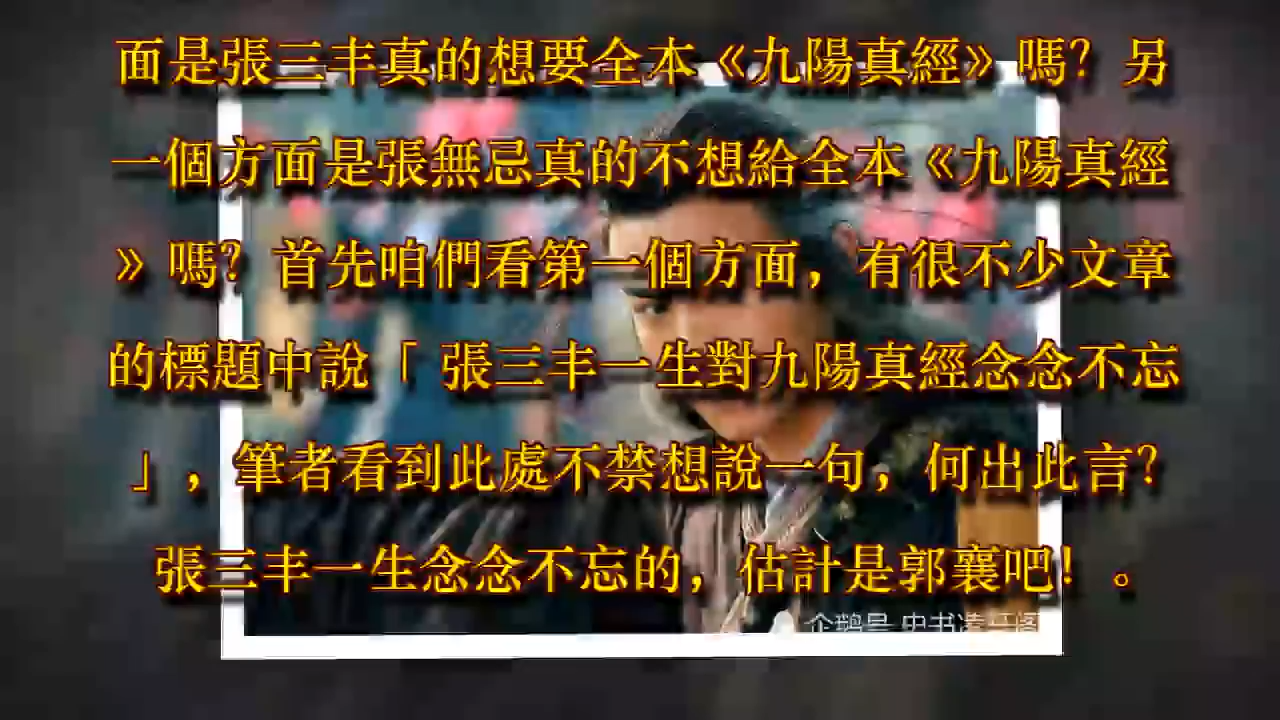 面是張三丰真的想要全本《九陽真經》嗎？另
一個方面是張無忌真的不想給全本《九陽真經
》嗎？首先咱們看第一個方面，有很不少文章
的標題中說「 張三丰一生對九陽真經念念不忘
」，筆者看到此處不禁想說一句，何出此言？
張三丰一生念念不忘的，估計是郭襄吧！。
企鹅号 史书